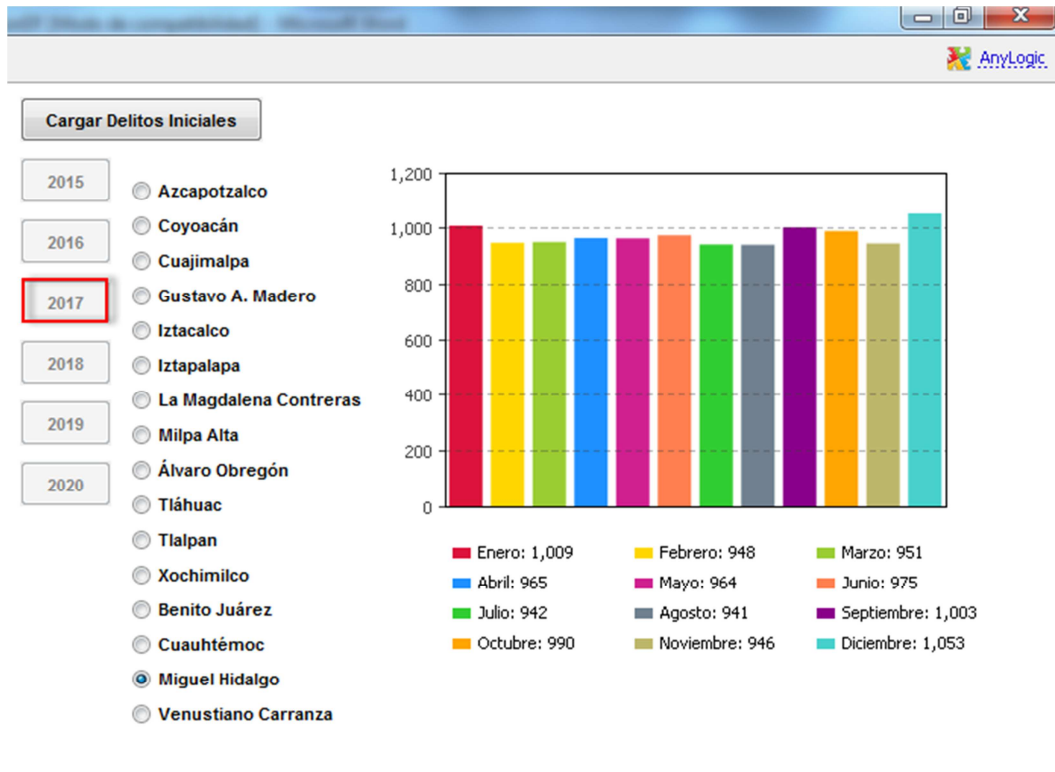 AnyLogic
Cargar Delitos Iniciales
2015
2016
2017
2018
2019
2020
Azcapotzalco
Coyoacán
Cuajimalpa
Gustavo A. Madero
Iztacalco
Iztapalapa
La Magdalena Contreras
Milpa Alta
Álvaro Obregón
Tláhuac
Tlalpan
Xochimilco
Benito Juárez
Cuauhtémoc
Miguel Hidalgo
Venustiano Carranza
1,200
1,000
800
600
400
200
0
Enero: 1,009 Febrero: 948 Marzo: 951
Abril: 965 Mayo: 964 Junio: 975
Julio: 942 Agosto: 941 Septiembre: 1,003
Octubre: 990 Noviembre: 946 Diciembre: 1,053